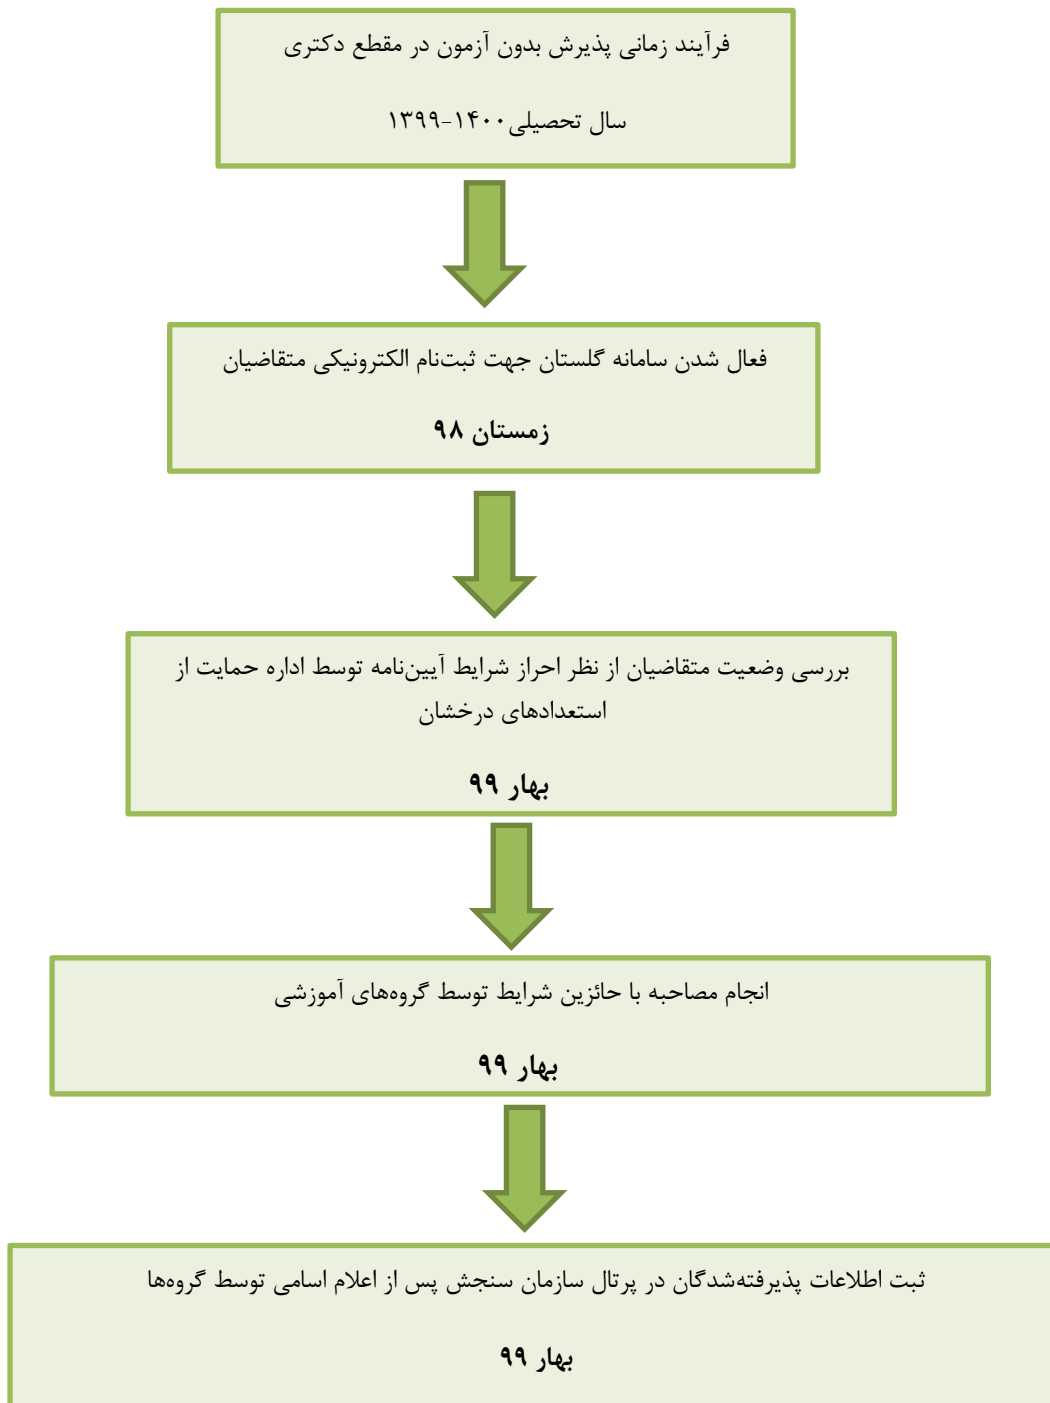 فرآیند زمانی پذیرش بدون آزمون در مقطع دکتری
سال تحصیلی۱۴۰۰-۱۳۹۹
فعال شدن سامانه گلستان جهت ثبت‌نام الکترونیکی متقاضیان
زمستان ۹۸
بررسی وضعیت متقاضیان از نظر احراز شرایط آیین‌نامه توسط اداره حمایت از
استعدادهای درخشان
بهار ۹۹
انجام مصاحبه با حائزین شرایط توسط گروه‌های آموزشی
بهار ۹۹
ثبت اطلاعات پذیرفته‌شدگان در پرتال سازمان سنجش پس از اعلام اسامی توسط گروه‌ها
بهار ۹۹